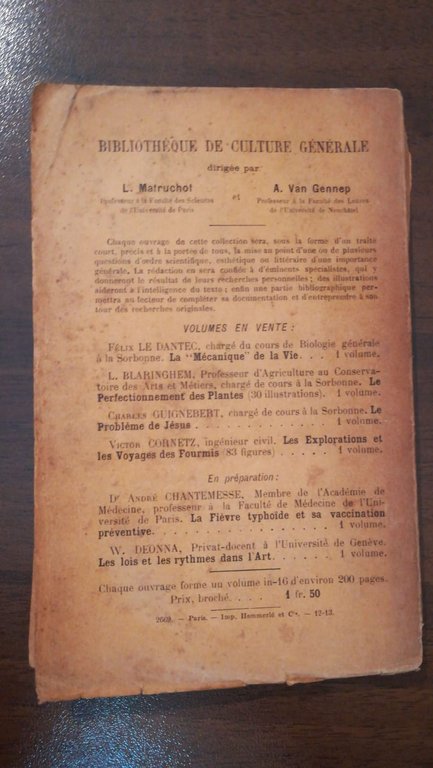 BIBLIOTHÈQUE DE CULTURE GÉNÉRALE
dirigée par
L. Matruchot
Professeur à la Faculté des Sciences
de l'Université de Paris
et
A. Van Gennep
Professeur à la Faculté des Lettres
de l'Université de Neuchâtel
Chaque ouvrage de cette collection sera, sous la forme d'un traité
court, précis et à la portée de tous, la mise au point d'une ou de plusieurs
questions d'ordre scientifique, esthétique ou littéraire d'une importance
générale. La rédaction en sera confiée à d'éminents spécialistes, qui y
donneront le résultat de leurs recherches personnelles; des illustrations
aideront à l'intelligence du texte; enfin une partie bibliographique per-
mettra au lecteur de compléter sa documentation et d'entreprendre à son
tour des recherches originales.
VOLUMES EN VENTE :
FÉLIX LE DANTEC, chargé du cours de Biologie générale
à la Sorbonne. La "Mécanique" de la Vie. . . 1 volume.
L. BLARINGHEM, Professeur d'Agriculture au Conserva-
toire des Arts et Métiers, chargé de cours à la Sorbonne. Le
Perfectionnement des Plantes (30 illustrations). 1 volume.
CHARLES GUIGNEBERT, chargé de cours à la Sorbonne. Le
Problème de Jésus . . . . . . . . . . . 1 volume.
VICTOR CORNETZ, ingénieur civil. Les Explorations et
les Voyages des Fourmis (83 figures) . . . . 1 volume.
En préparation :
Dr ANDRÉ CHANTEMESSE, Membre de l'Académie de
Médecine, professeur à la Faculté de Médecine de l'Uni-
versité de Paris. La Fièvre typhoïde et sa vaccination
préventive. . . . . . . . . . . . . . 1 volume.
W. DEONNA, Privat-docent à l'Université de Genève.
Les lois et les rythmes dans l'Art. . . . . . . 1 volume.
Chaque ouvrage forme un volume in-16 d'environ 200 pages.
Prix, broché. . . . 1 fr. 50
2669. — Paris. — Imp. Hemmerlé et Cie. — 12-13.